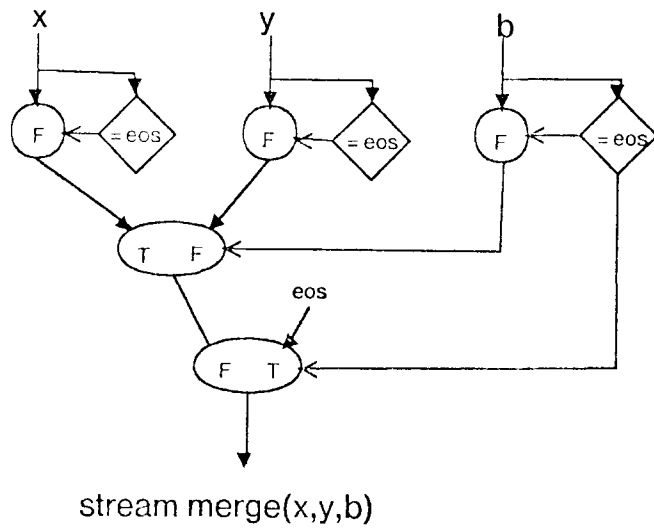 x y b
F = eos F = eos F = eos
T F
eos
F T
stream merge(x,y,b)